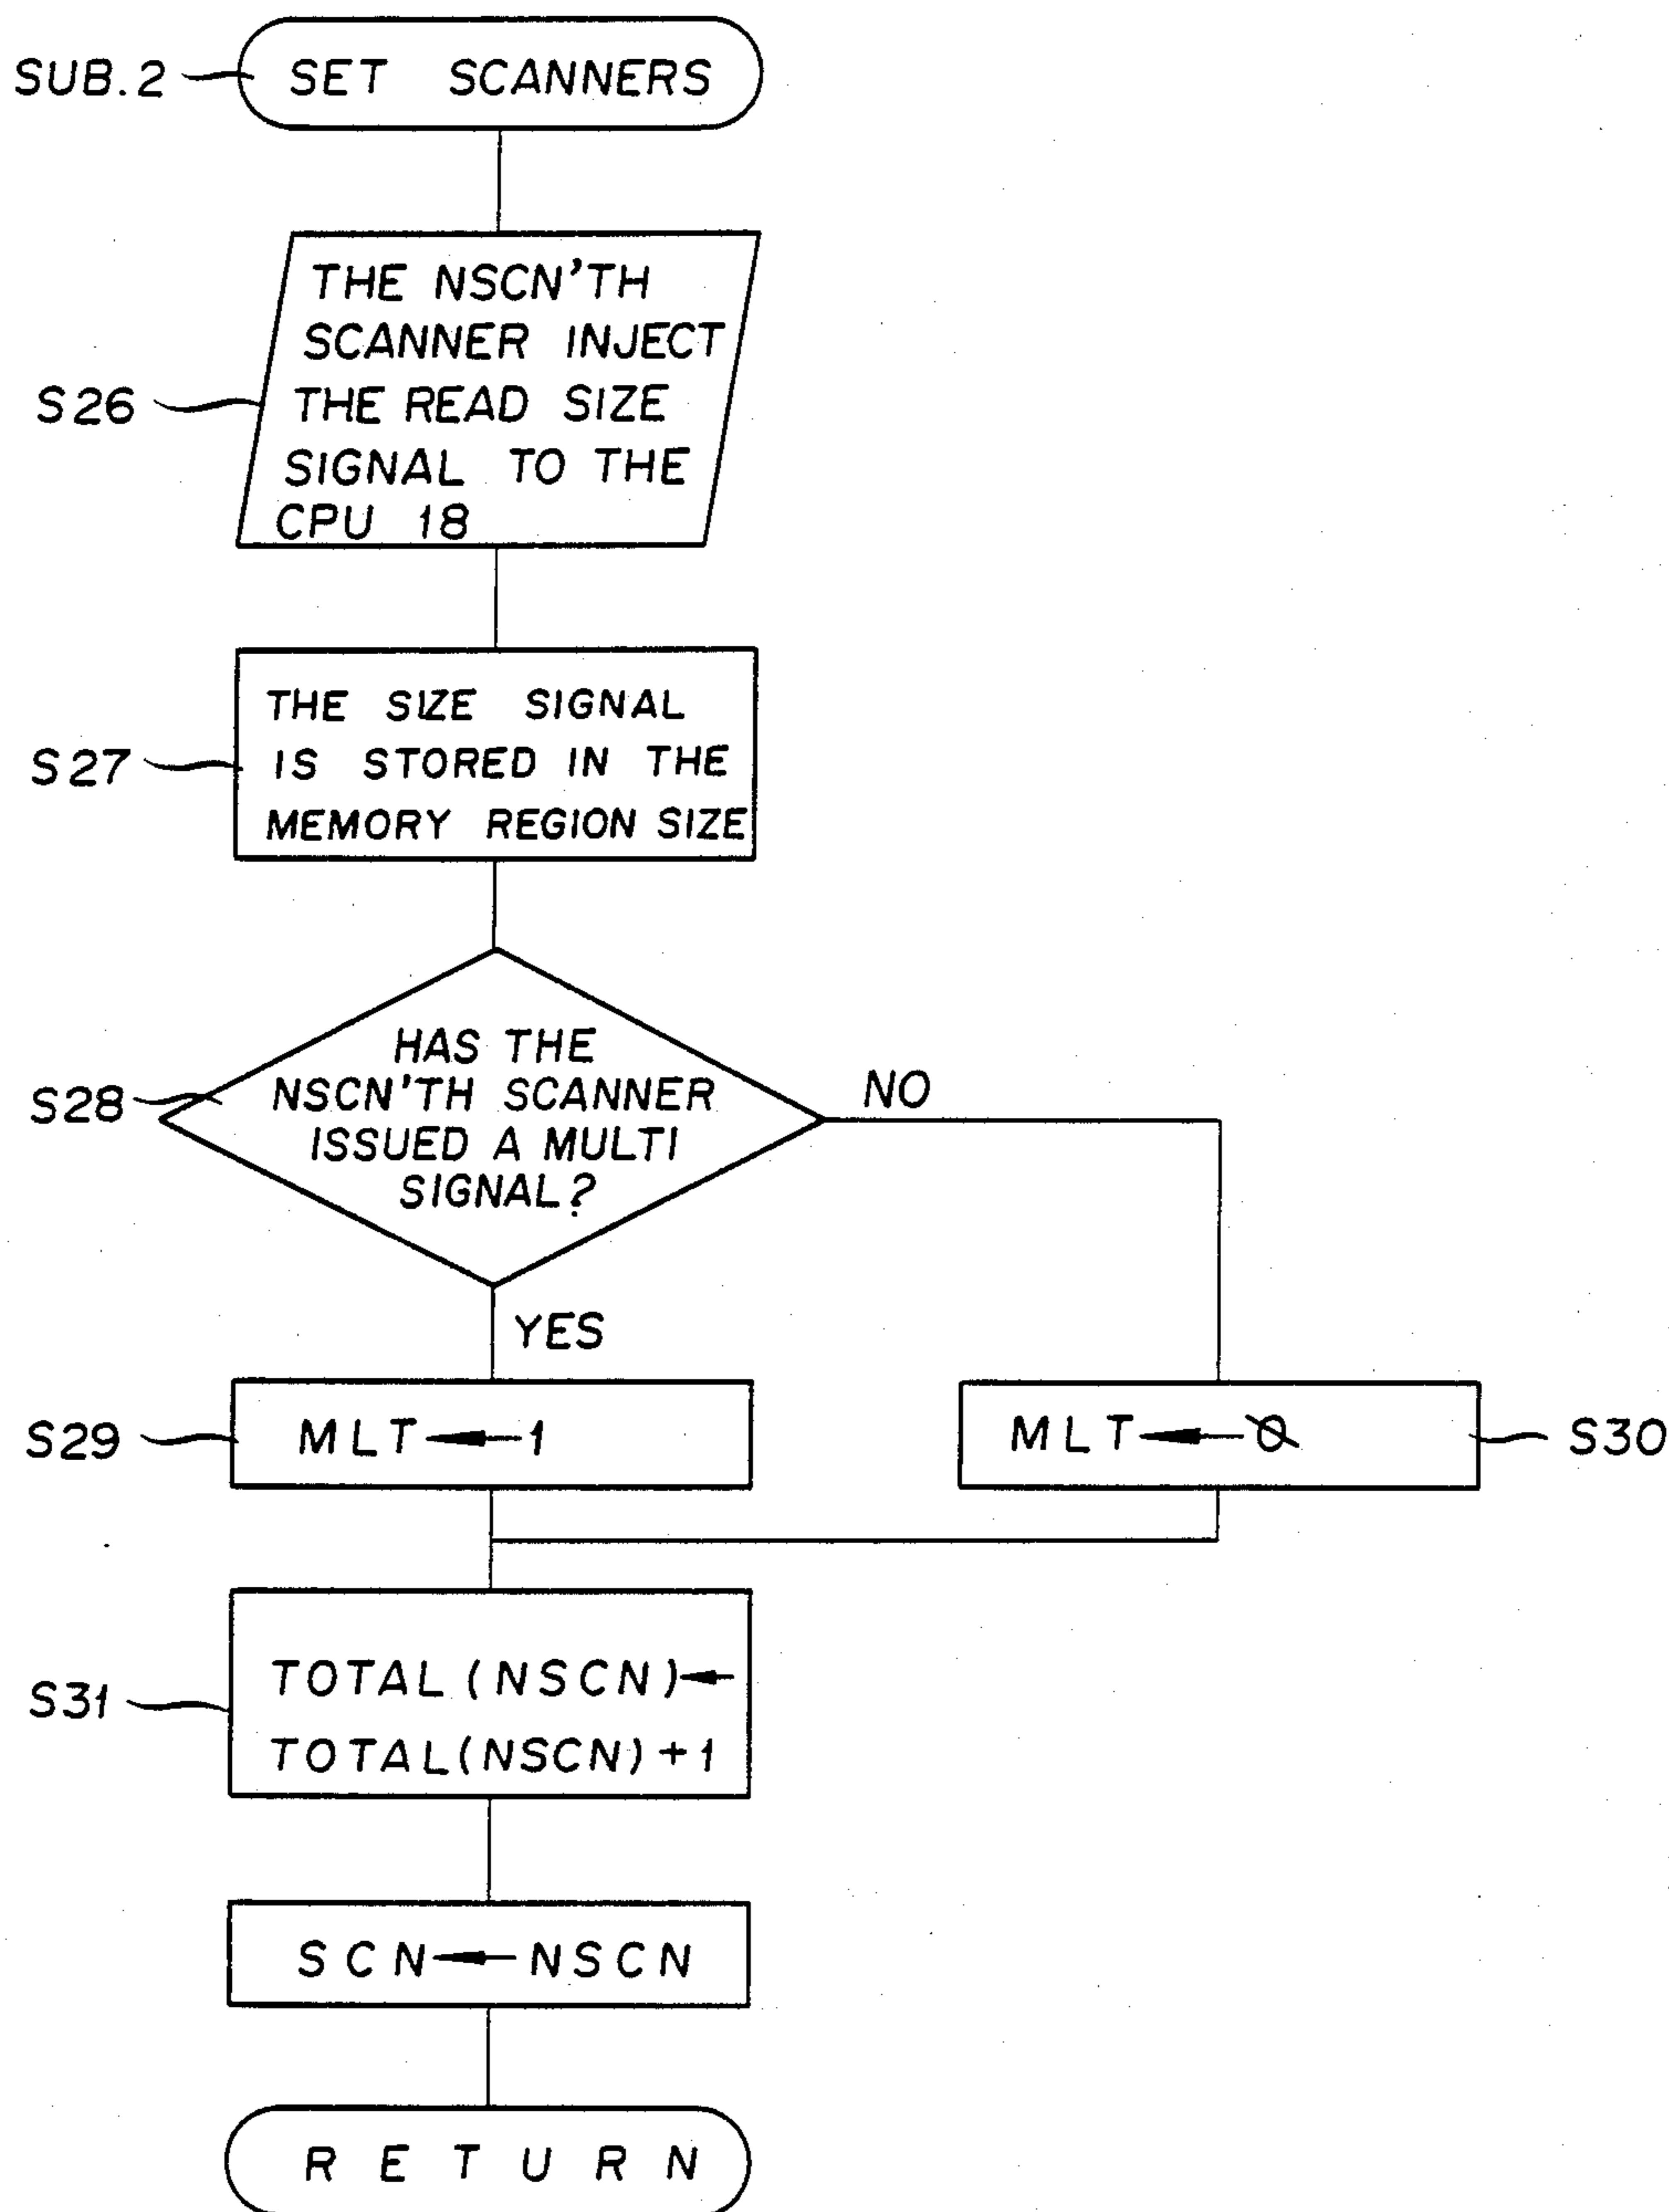 SUB.2
SET SCANNERS
S26
THE NSCN'TH
SCANNER INJECT
THE READ SIZE
SIGNAL TO THE
CPU 18
S27
THE SIZE SIGNAL
IS STORED IN THE
MEMORY REGION SIZE
S28
HAS THE
NSCN'TH SCANNER
ISSUED A MULTI
SIGNAL?
NO
YES
S29
MLT←1
MLT←0
S30
S31
TOTAL(NSCN)←
TOTAL(NSCN)+1
SCN←NSCN
RETURN